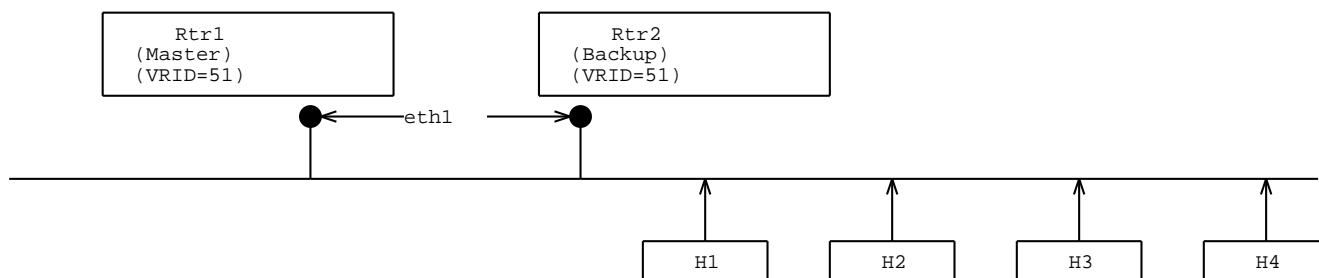 Rtr1
(Master)
(VRID=51)
Rtr2
(Backup)
(VRID=51)
eth1
H1
H2
H3
H4